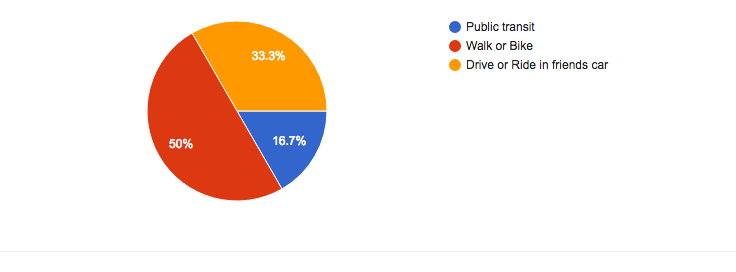 33.3%
50%
16.7%
Public transit
Walk or Bike
Drive or Ride in friends car